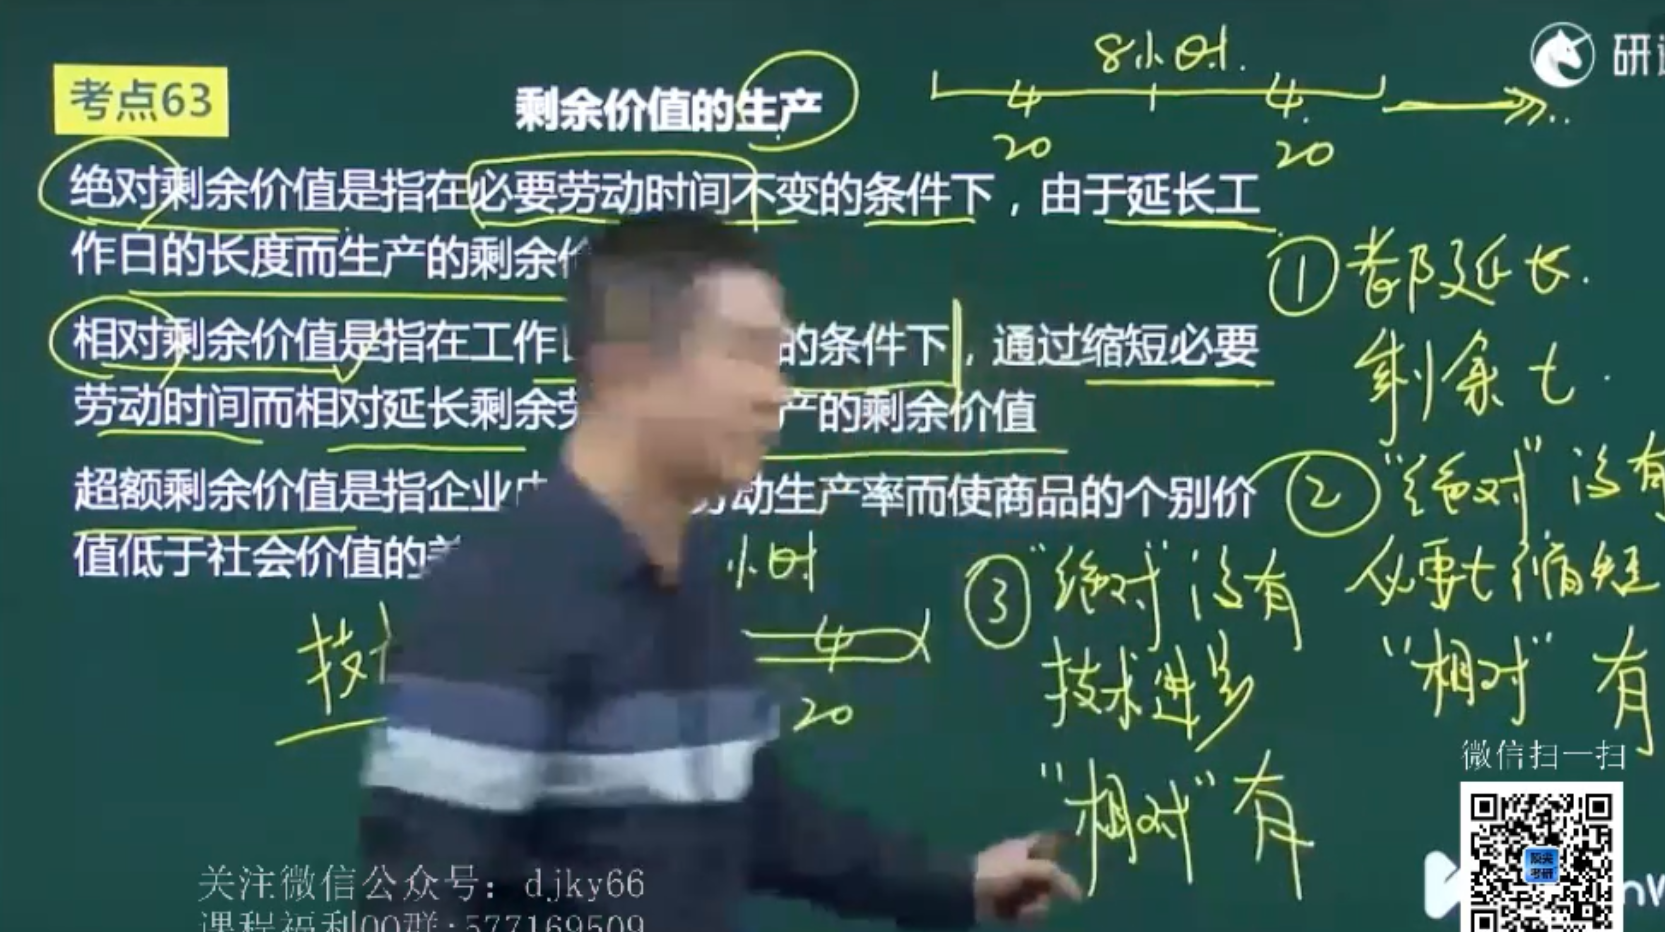 考点63
剩余价值的生产
8小时.
4
4
20
20
研
绝对剩余价值是指在必要劳动时间不变的条件下，由于延长工
作日的长度而生产的剩余价
相对剩余价值是指在工作 的条件下，通过缩短必要
劳动时间而相对延长剩余劳 产的剩余价值
超额剩余价值是指企业 劳动生产率而使商品的个别价
值低于社会价值的差
①都延长.
剩余t.
②“绝对”没有
必要t缩短
“相对”有
小时
4
20
技
③“绝对”没有
技术进步
“相对”有
微信扫一扫
顶尖
考研
关注微信公众号：djky66
课程福利QQ群:577169509